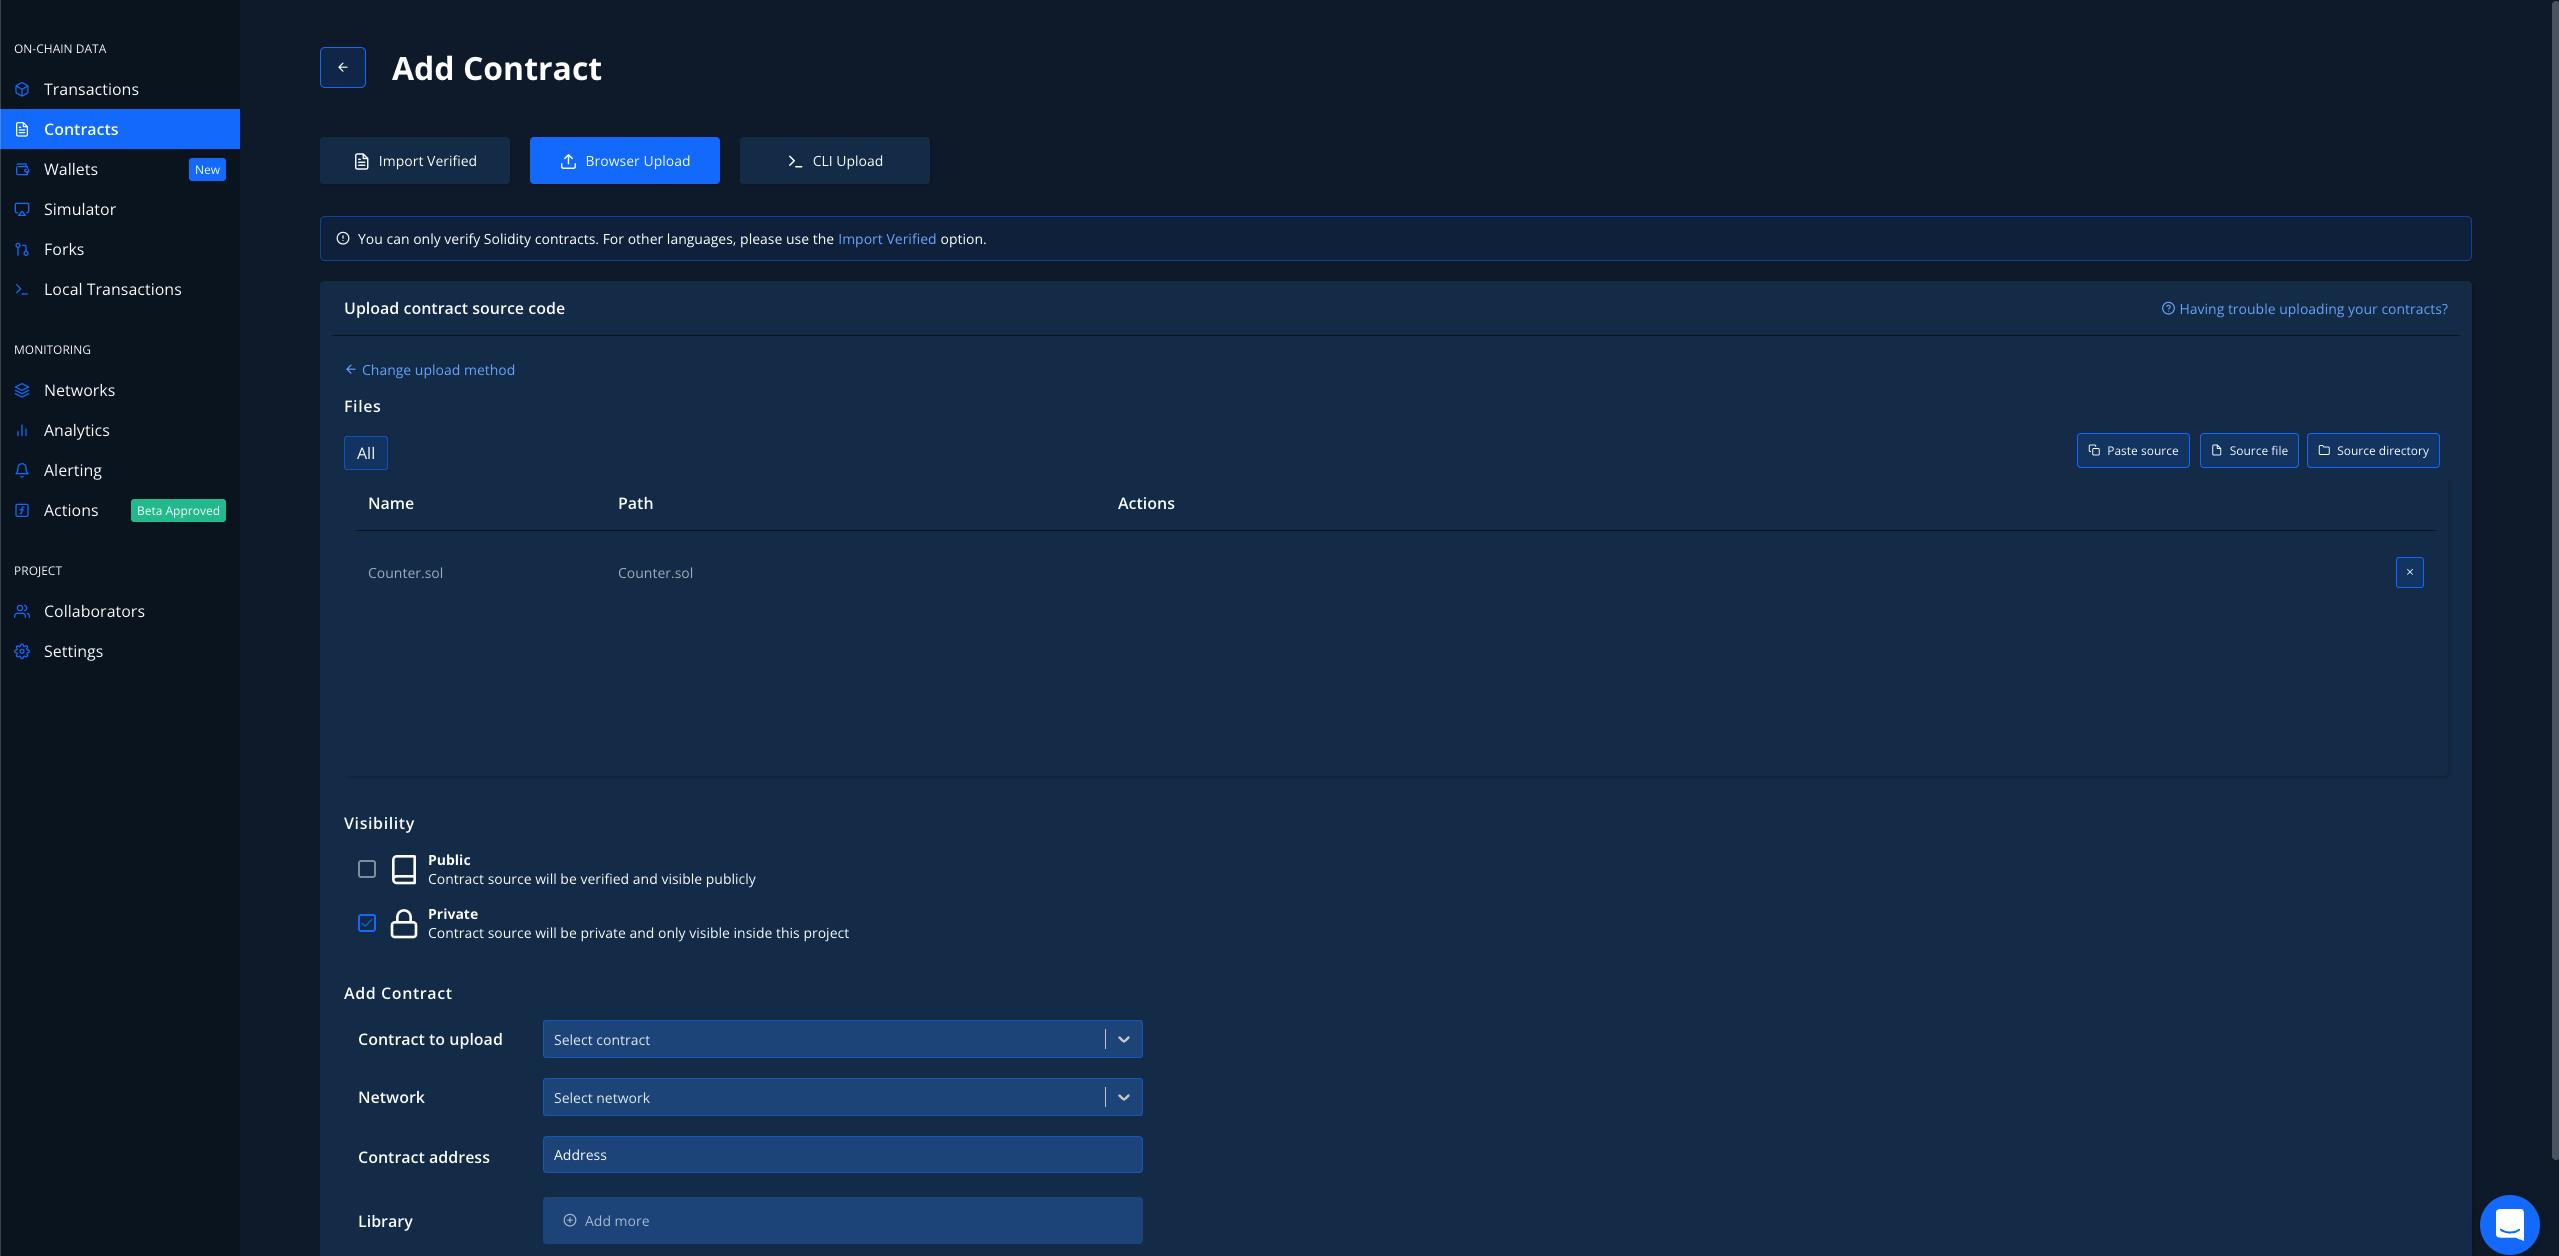 ON-CHAIN DATA
Transactions
Contracts
Wallets New
Simulator
Forks
Local Transactions
MONITORING
Networks
Analytics
Alerting
Actions Beta Approved
PROJECT
Collaborators
Settings
Add Contract
Import Verified Browser Upload CLI Upload
You can only verify Solidity contracts. For other languages, please use the Import Verified option.
Upload contract source code Having trouble uploading your contracts?
Change upload method
Files
All Paste source Source file Source directory
Name Path Actions
Counter.sol Counter.sol
Visibility
Public
Contract source will be verified and visible publicly
Private
Contract source will be private and only visible inside this project
Add Contract
Contract to upload Select contract
Network Select network
Contract address Address
Library Add more